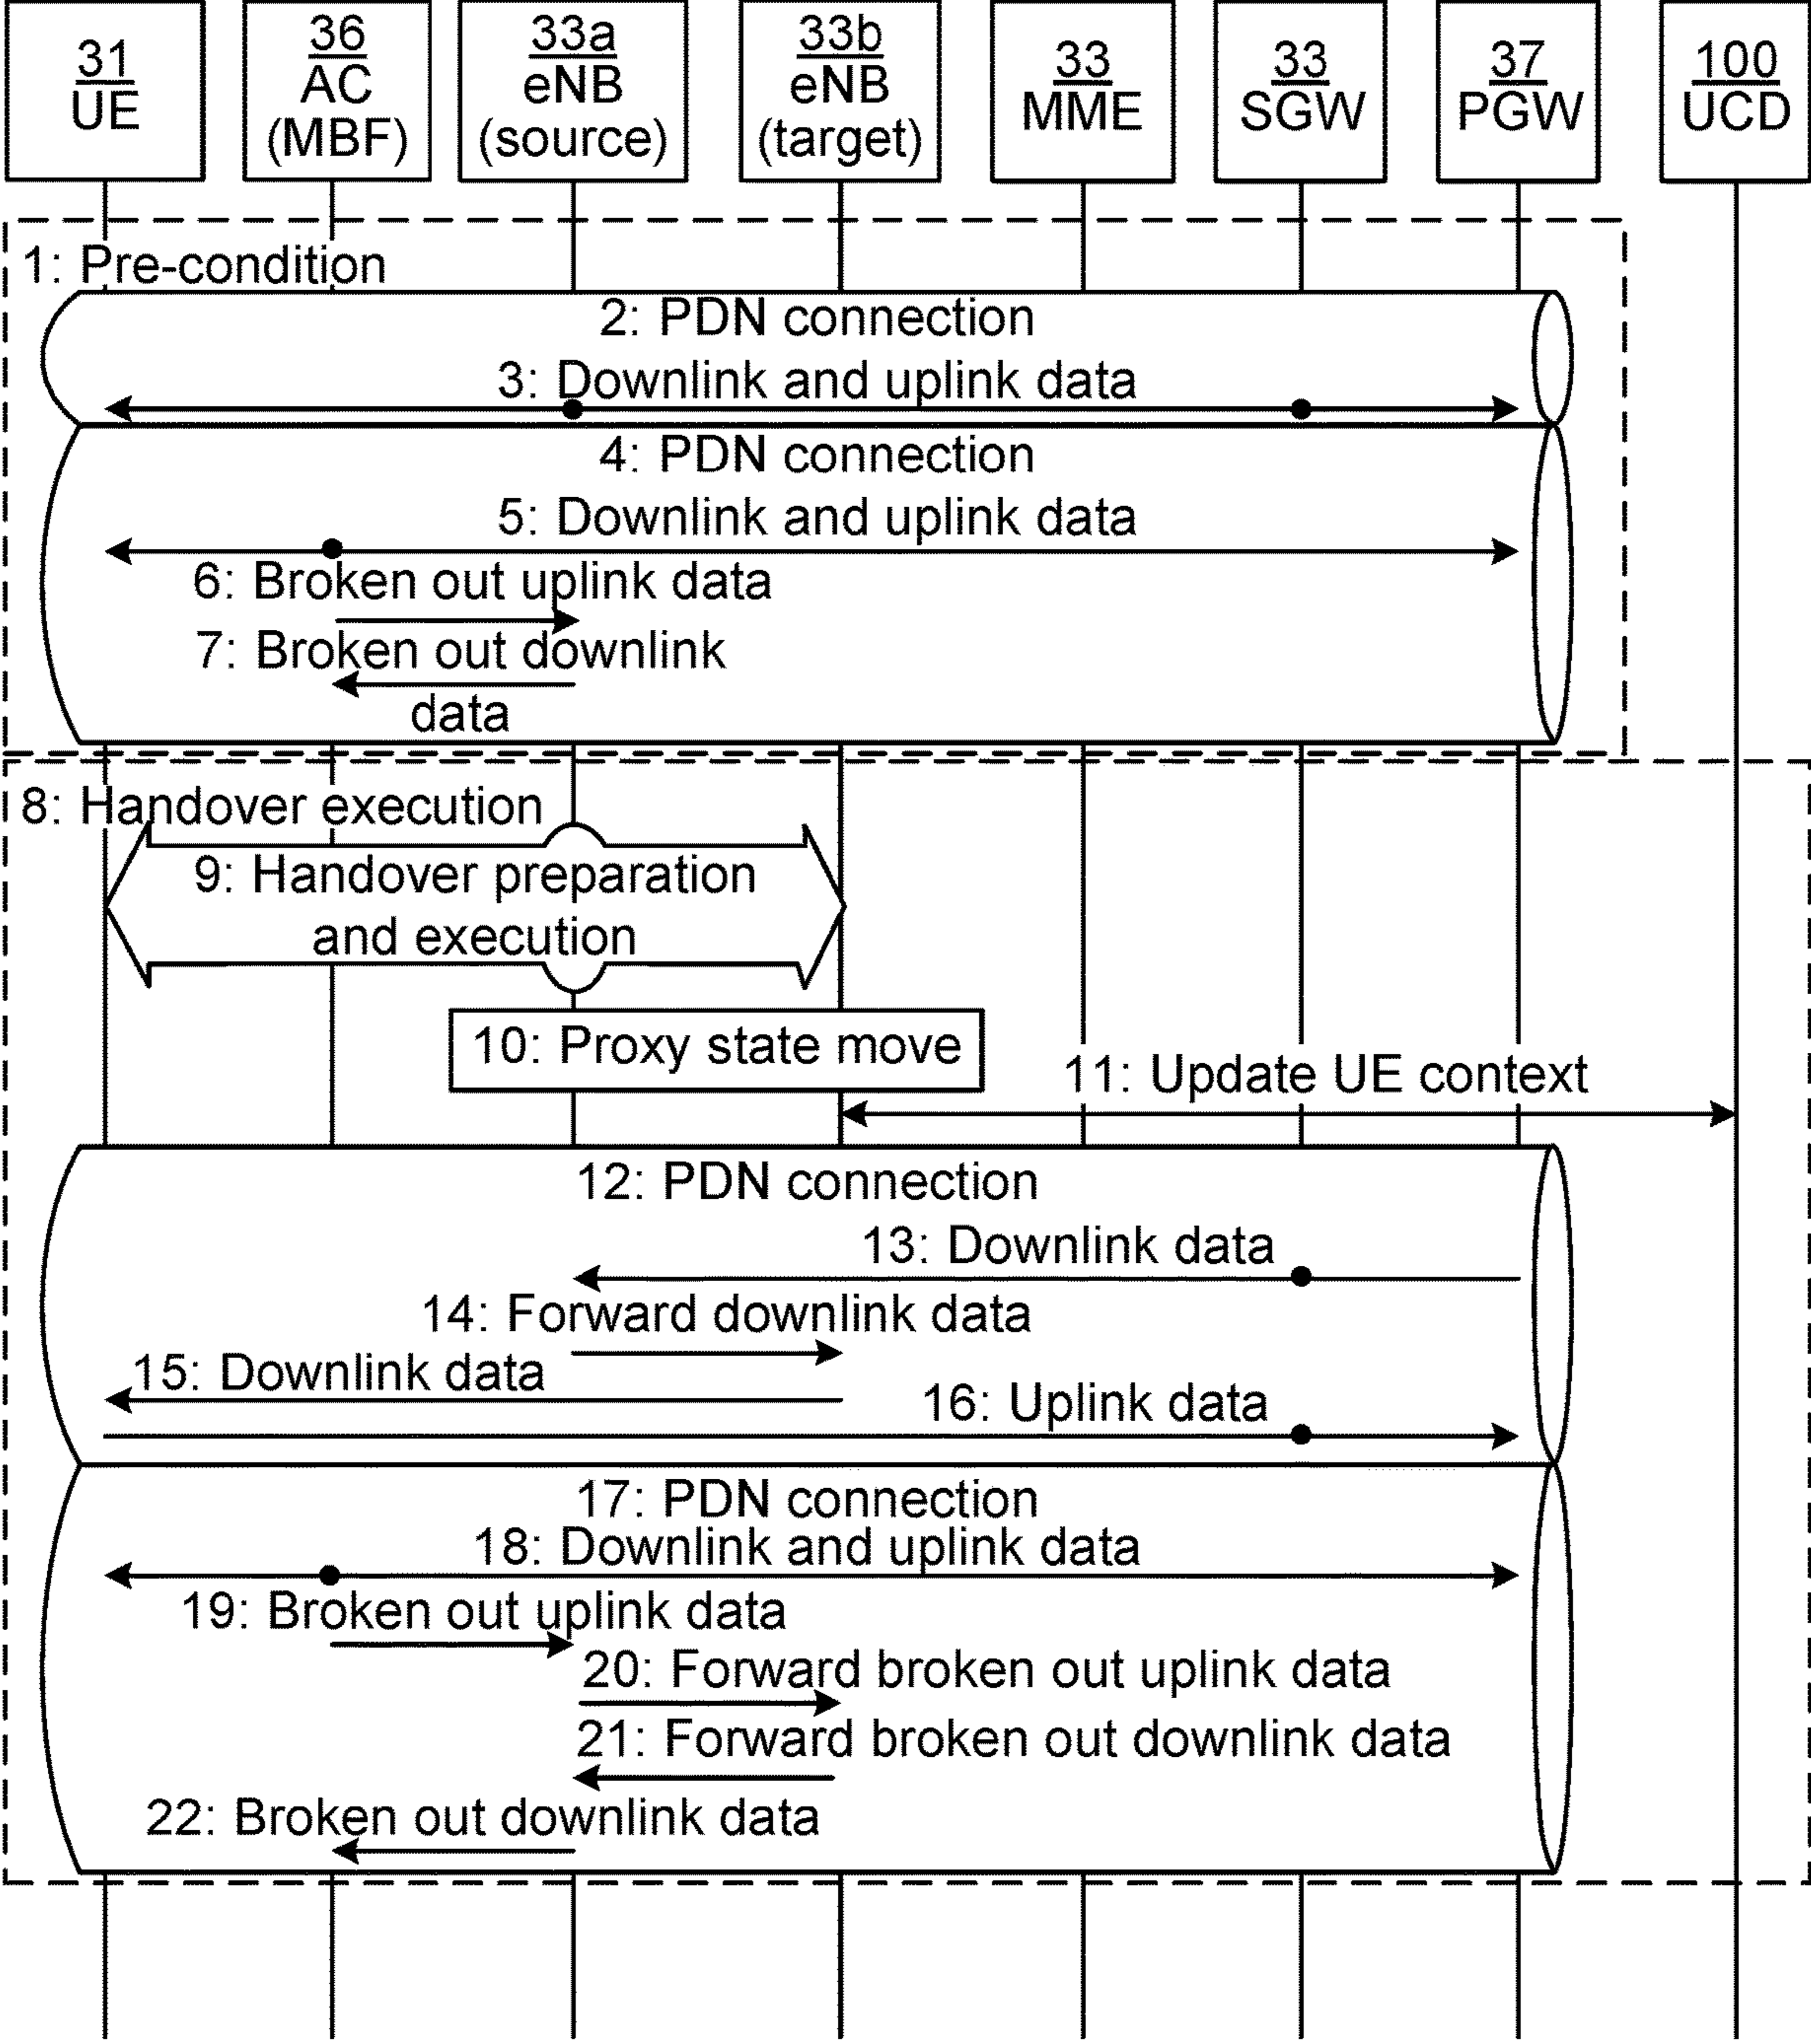 31
UE
36
AC
(MBF)
33a
eNB
(source)
33b
eNB
(target)
33
MME
33
SGW
37
PGW
100
UCD
1: Pre-condition
2: PDN connection
3: Downlink and uplink data
4: PDN connection
5: Downlink and uplink data
6: Broken out uplink data
7: Broken out downlink
data
8: Handover execution
9: Handover preparation
and execution
10: Proxy state move
11: Update UE context
12: PDN connection
13: Downlink data
14: Forward downlink data
15: Downlink data
16: Uplink data
17: PDN connection
18: Downlink and uplink data
19: Broken out uplink data
20: Forward broken out uplink data
21: Forward broken out downlink data
22: Broken out downlink data